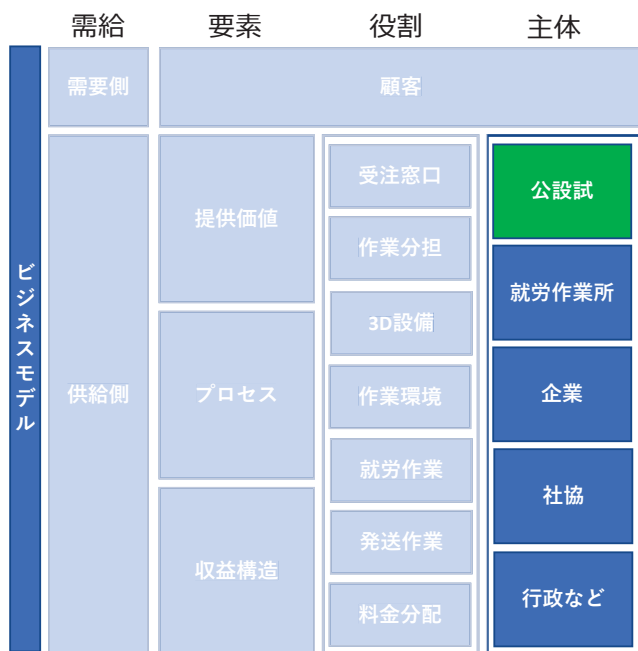 需給
要素
役割
主体
ビジネスモデル
需要側
顧客
供給側
提供価値
プロセス
収益構造
受注窓口
作業分担
3D設備
作業環境
就労作業
発送作業
料金分配
公設試
就労作業所
企業
社協
行政など